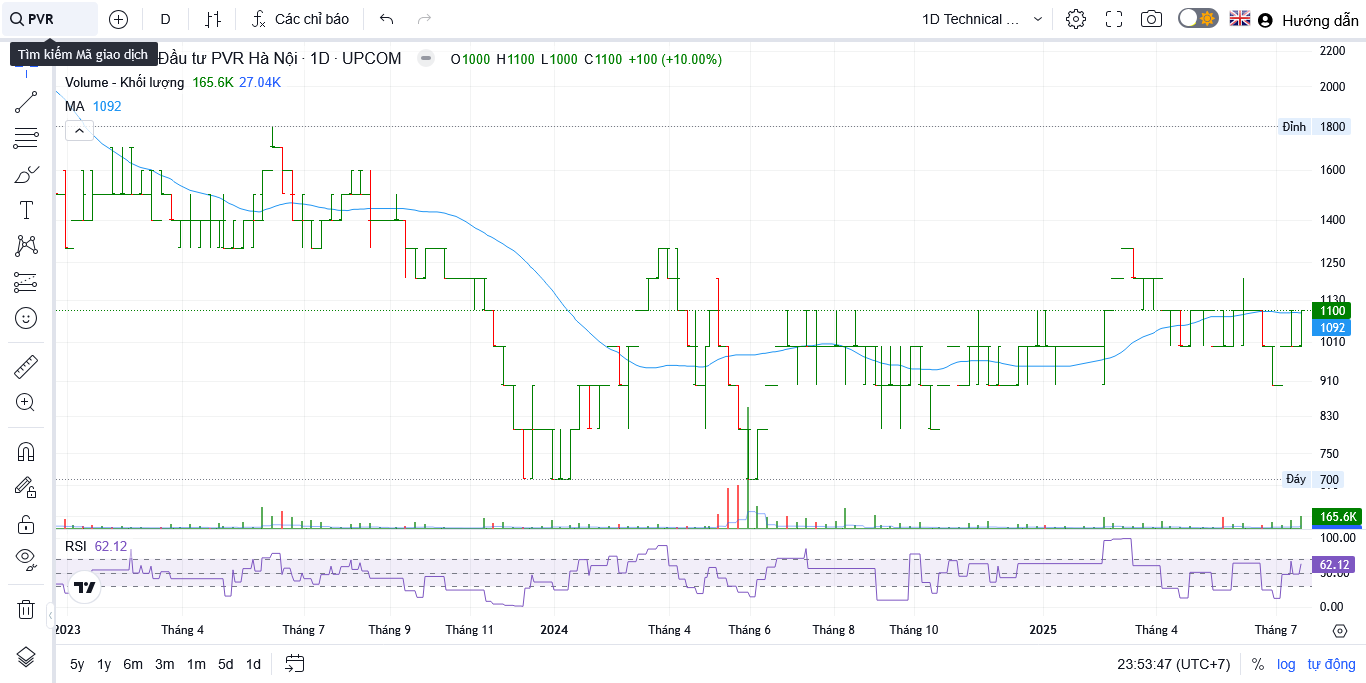 PVR
D
Các chỉ báo
1D Technical ...
Hướng dẫn
Tìm kiếm Mã giao dịch
Đầu tư PVR Hà Nội · 1D · UPCOM
O1000 H1100 L1000 C1100 +100 (+10.00%)
Volume - Khối lượng 165.6K 27.04K
MA 1092
2200
2000
Đỉnh 1800
1600
1400
1250
1130
1100
1092
1010
910
830
750
Đáy 700
165.6K
RSI 62.12
100.00
62.12
50.00
0.00
2023 Tháng 4 Tháng 7 Tháng 9 Tháng 11 2024 Tháng 4 Tháng 6 Tháng 8 Tháng 10 2025 Tháng 4 Tháng 7
5y 1y 6m 3m 1m 5d 1d
23:53:47 (UTC+7) % log tự động